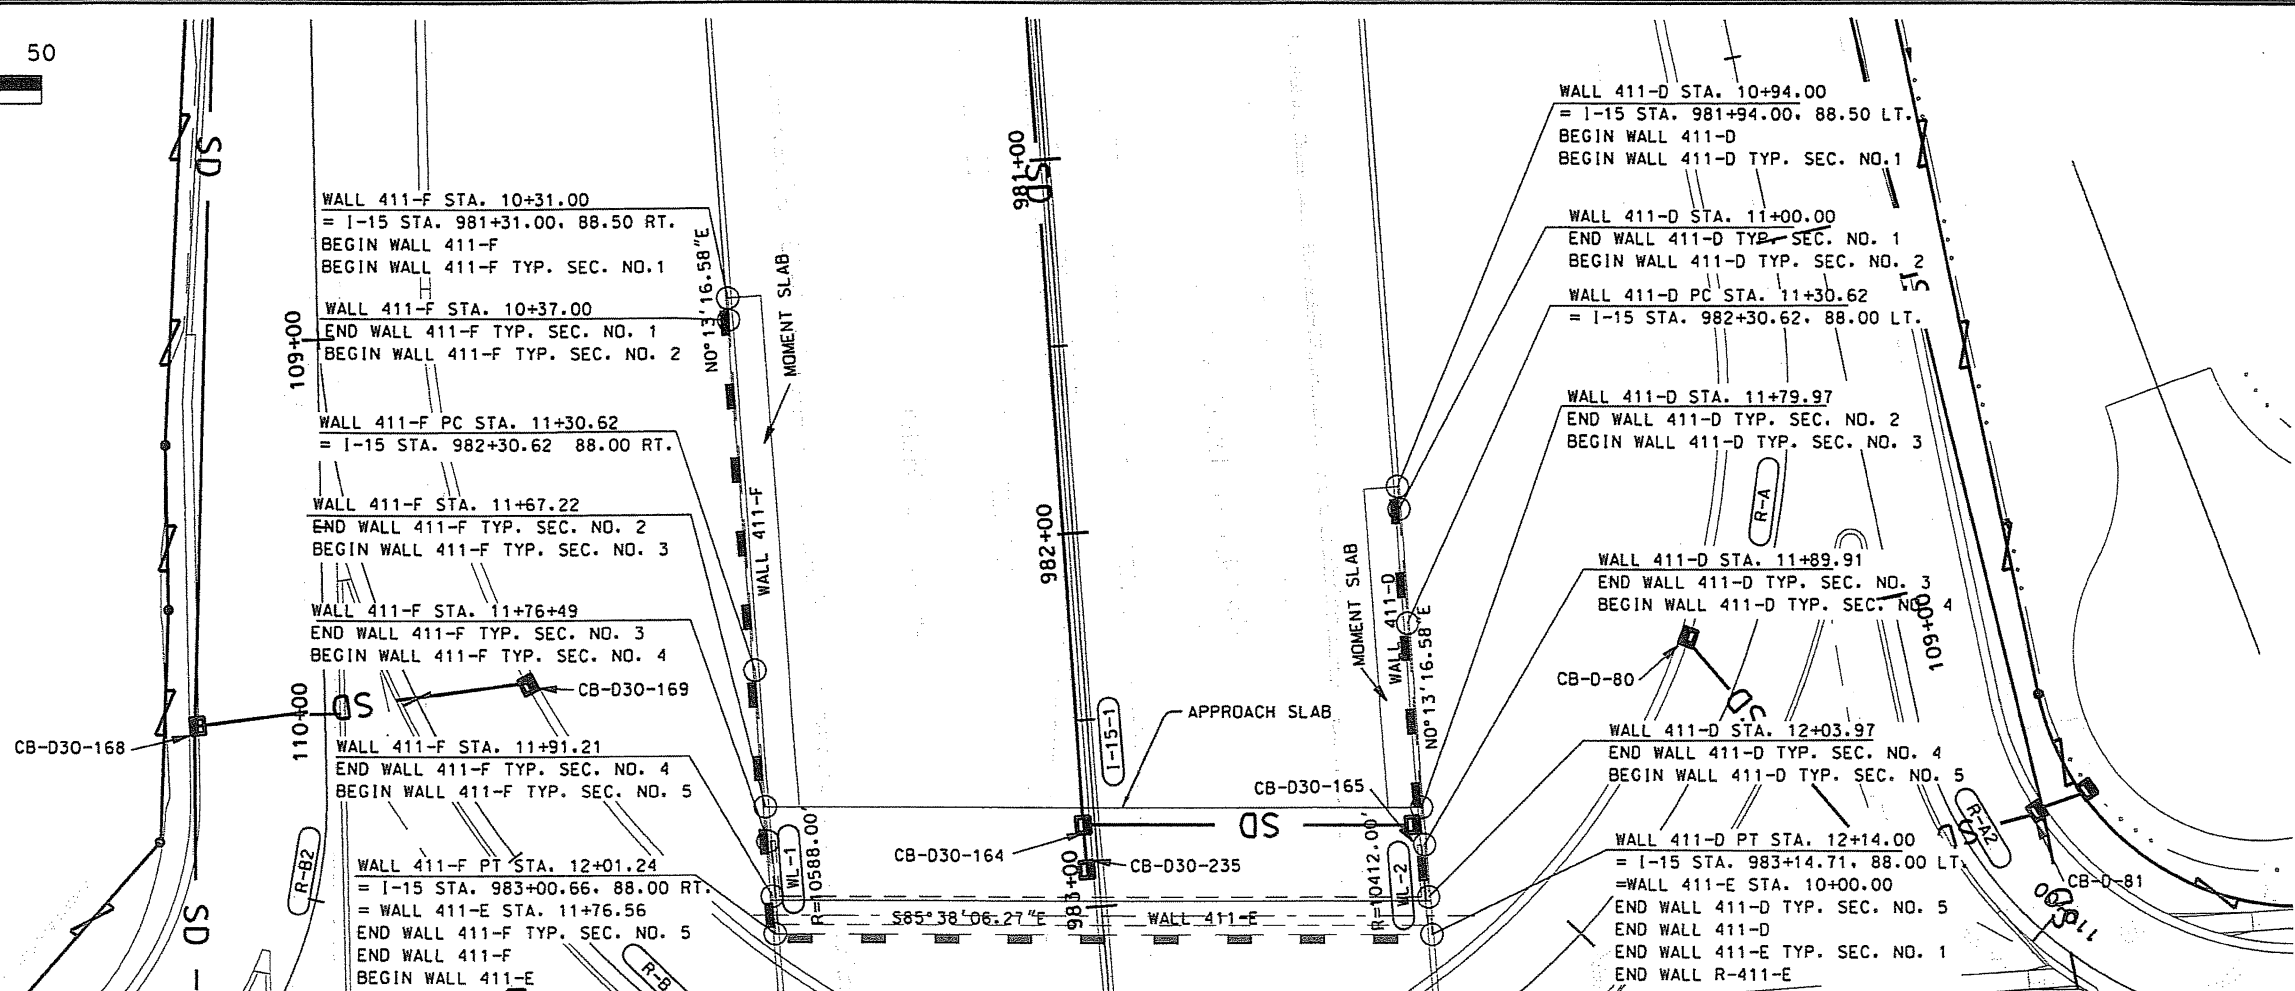 50
SD
WALL 411-F STA. 10+31.00
= I-15 STA. 981+31.00, 88.50 RT.
BEGIN WALL 411-F
BEGIN WALL 411-F TYP. SEC. NO.1
WALL 411-F STA. 10+37.00
END WALL 411-F TYP. SEC. NO. 1
BEGIN WALL 411-F TYP. SEC. NO. 2
109+00
WALL 411-F PC STA. 11+30.62
= I-15 STA. 982+30.62 88.00 RT.
WALL 411-F STA. 11+67.22
END WALL 411-F TYP. SEC. NO. 2
BEGIN WALL 411-F TYP. SEC. NO. 3
WALL 411-F STA. 11+76+49
END WALL 411-F TYP. SEC. NO. 3
BEGIN WALL 411-F TYP. SEC. NO. 4
CB-D30-169
SD
110+00
CB-D30-168
WALL 411-F STA. 11+91.21
END WALL 411-F TYP. SEC. NO. 4
BEGIN WALL 411-F TYP. SEC. NO. 5
R-B2
WALL 411-F PT STA. 12+01.24
= I-15 STA. 983+00.66, 88.00 RT.
= WALL 411-E STA. 11+76.56
END WALL 411-F TYP. SEC. NO. 5
END WALL 411-F
BEGIN WALL 411-E
SD
R-B
N0°13'16.58"E
MOMENT SLAB
WALL 411-F
WL-1
R=10588.00'
981+00
SD
982+00
I-15-1
APPROACH SLAB
CB-D30-165
SD
CB-D30-164
CB-D30-235
983+00
S85°38'06.27"E
WALL 411-E
MOMENT SLAB
WALL 411-D
N0°13'16.58"E
R=10412.00'
WL-2
WALL 411-D STA. 10+94.00
= I-15 STA. 981+94.00, 88.50 LT.
BEGIN WALL 411-D
BEGIN WALL 411-D TYP. SEC. NO.1
WALL 411-D STA. 11+00.00
END WALL 411-D TYP. SEC. NO. 1
BEGIN WALL 411-D TYP. SEC. NO. 2
WALL 411-D PC STA. 11+30.62
= I-15 STA. 982+30.62, 88.00 LT.
WALL 411-D STA. 11+79.97
END WALL 411-D TYP. SEC. NO. 2
BEGIN WALL 411-D TYP. SEC. NO. 3
R-A
WALL 411-D STA. 11+89.91
END WALL 411-D TYP. SEC. NO. 3
BEGIN WALL 411-D TYP. SEC. NO. 4
109+00
CB-D-80
SD
WALL 411-D STA. 12+03.97
END WALL 411-D TYP. SEC. NO. 4
BEGIN WALL 411-D TYP. SEC. NO. 5
R-A2
WALL 411-D PT STA. 12+14.00
= I-15 STA. 983+14.71, 88.00 LT.
=WALL 411-E STA. 10+00.00
END WALL 411-D TYP. SEC. NO. 5
END WALL 411-D
END WALL 411-E TYP. SEC. NO. 1
END WALL R-411-E
CB-D-81